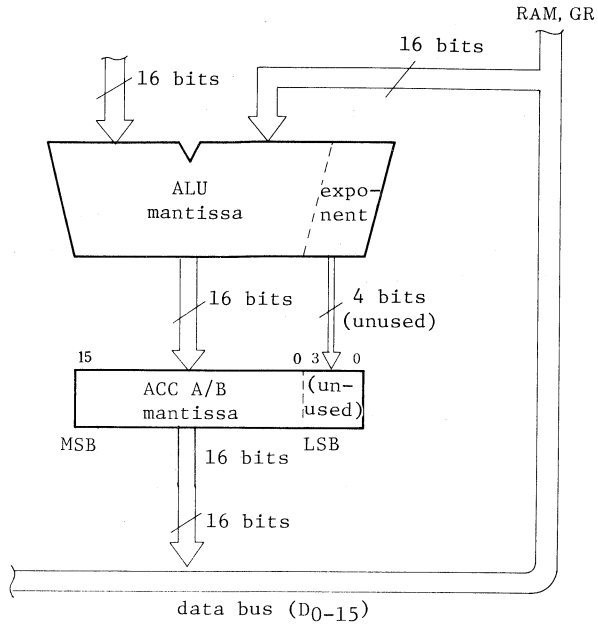 RAM, GR
16 bits
16 bits
ALU
mantissa
expo-
nent
16 bits
4 bits
(unused)
15
0 3 0
ACC A/B
mantissa
(un-
used)
MSB
LSB
16 bits
16 bits
data bus (D0-15)